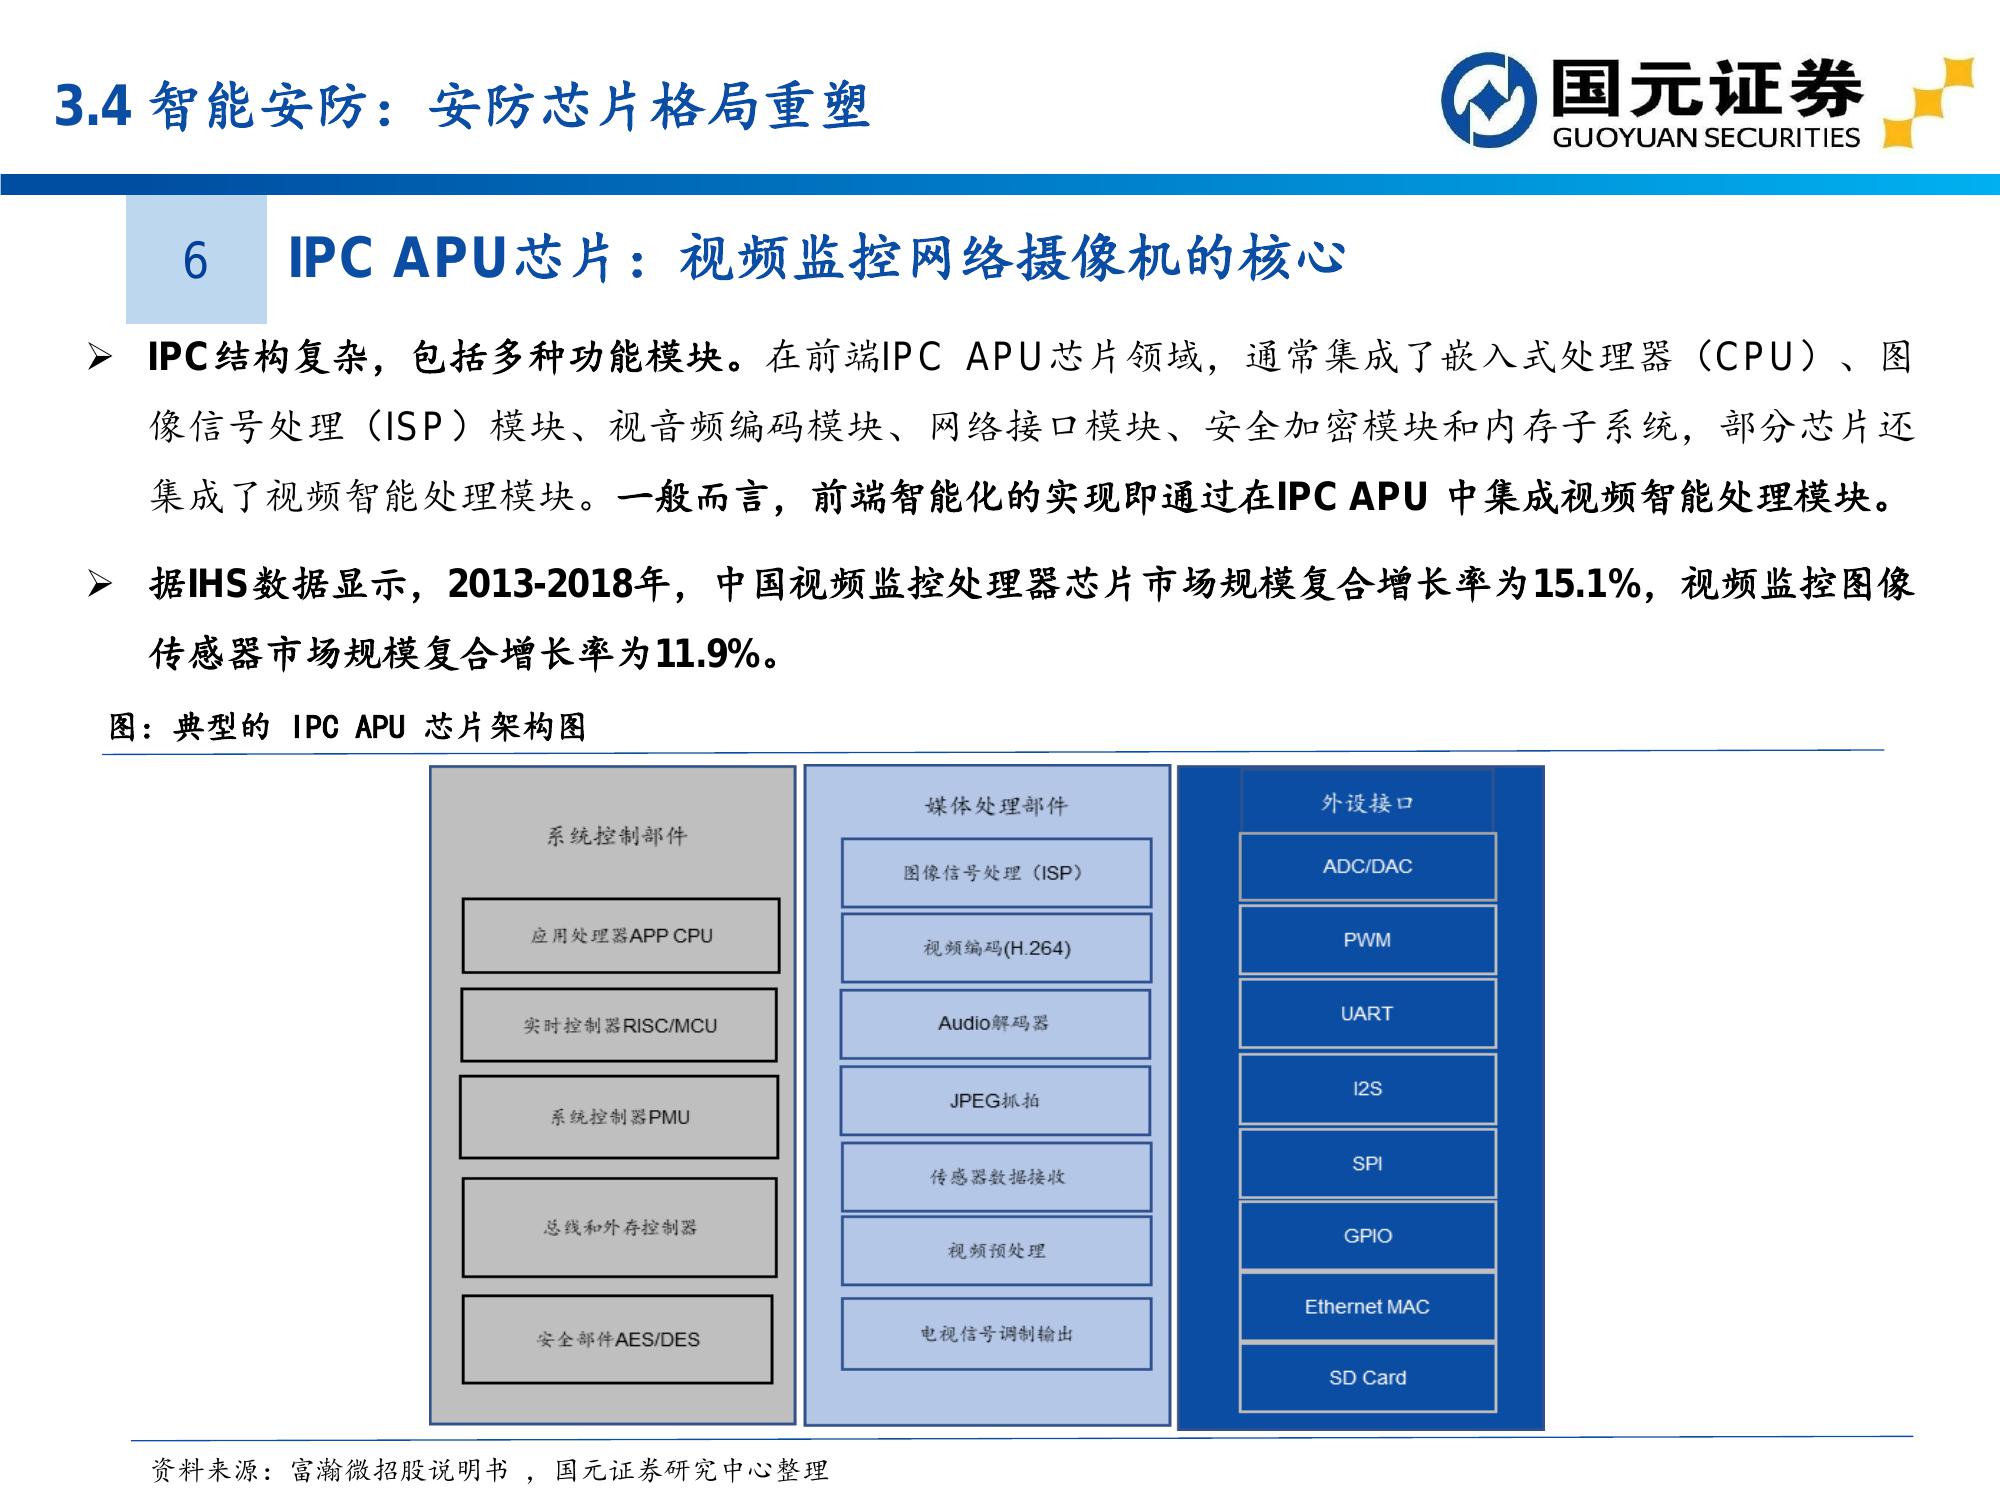 3.4 智能安防：安防芯片格局重塑
国元证券
GUOYUAN SECURITIES
6
IPC APU芯片：视频监控网络摄像机的核心
➢ IPC结构复杂，包括多种功能模块。在前端IPC APU芯片领域，通常集成了嵌入式处理器（CPU）、图
像信号处理（ISP）模块、视音频编码模块、网络接口模块、安全加密模块和内存子系统，部分芯片还
集成了视频智能处理模块。一般而言，前端智能化的实现即通过在IPC APU 中集成视频智能处理模块。
➢ 据IHS数据显示，2013-2018年，中国视频监控处理器芯片市场规模复合增长率为15.1%，视频监控图像
传感器市场规模复合增长率为11.9%。
图：典型的 IPC APU 芯片架构图
系统控制部件
应用处理器APP CPU
实时控制器RISC/MCU
系统控制器PMU
总线和外存控制器
安全部件AES/DES
媒体处理部件
图像信号处理（ISP）
视频编码(H.264)
Audio解码器
JPEG抓拍
传感器数据接收
视频预处理
电视信号调制输出
外设接口
ADC/DAC
PWM
UART
I2S
SPI
GPIO
Ethernet MAC
SD Card
资料来源：富瀚微招股说明书 ，国元证券研究中心整理